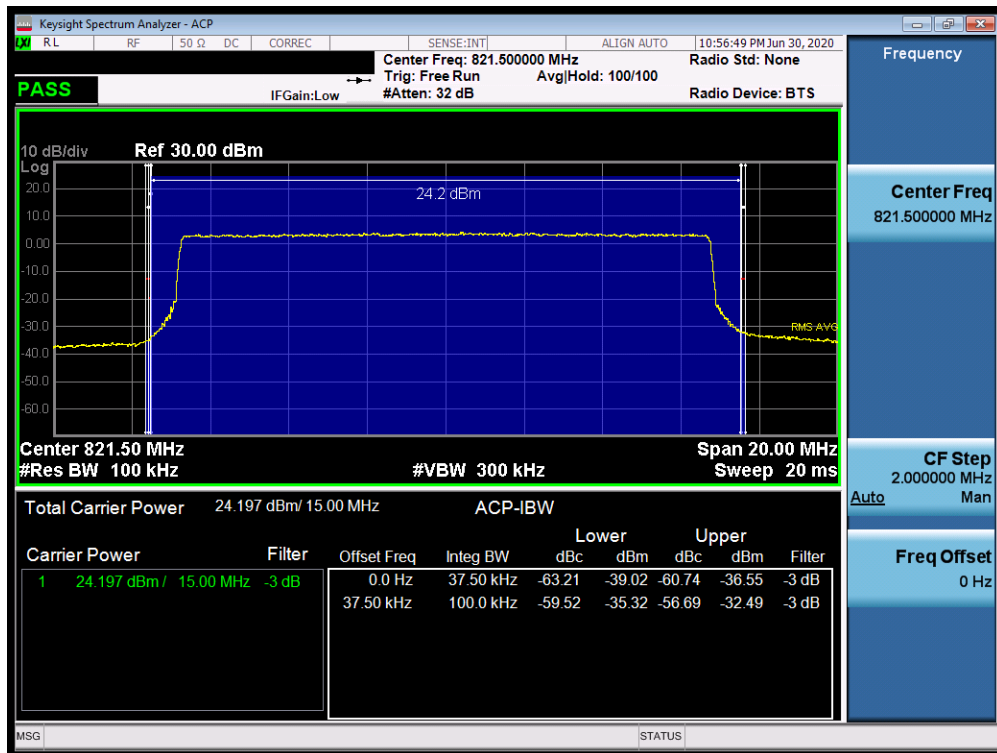 Keysight Spectrum Analyzer - ACP
LXI RL RF 50 Ω DC CORREC SENSE:INT ALIGN AUTO 10:56:49 PM Jun 30, 2020
Center Freq: 821.500000 MHz Radio Std: None
Trig: Free Run Avg|Hold: 100/100
PASS IFGain:Low #Atten: 32 dB Radio Device: BTS
Frequency
10 dB/div Ref 30.00 dBm
Log
20.0
24.2 dBm
10.0
0.00
-10.0
-20.0
-30.0
RMS AVG
-40.0
-50.0
-60.0
Center 821.50 MHz Span 20.00 MHz
#Res BW 100 kHz #VBW 300 kHz Sweep 20 ms
Center Freq
821.500000 MHz
CF Step
2.000000 MHz
Auto Man
Freq Offset
0 Hz
Total Carrier Power 24.197 dBm/ 15.00 MHz ACP-IBW
Lower Upper
Carrier Power Filter Offset Freq Integ BW dBc dBm dBc dBm Filter
1 24.197 dBm / 15.00 MHz -3 dB 0.0 Hz 37.50 kHz -63.21 -39.02 -60.74 -36.55 -3 dB
37.50 kHz 100.0 kHz -59.52 -35.32 -56.69 -32.49 -3 dB
MSG STATUS